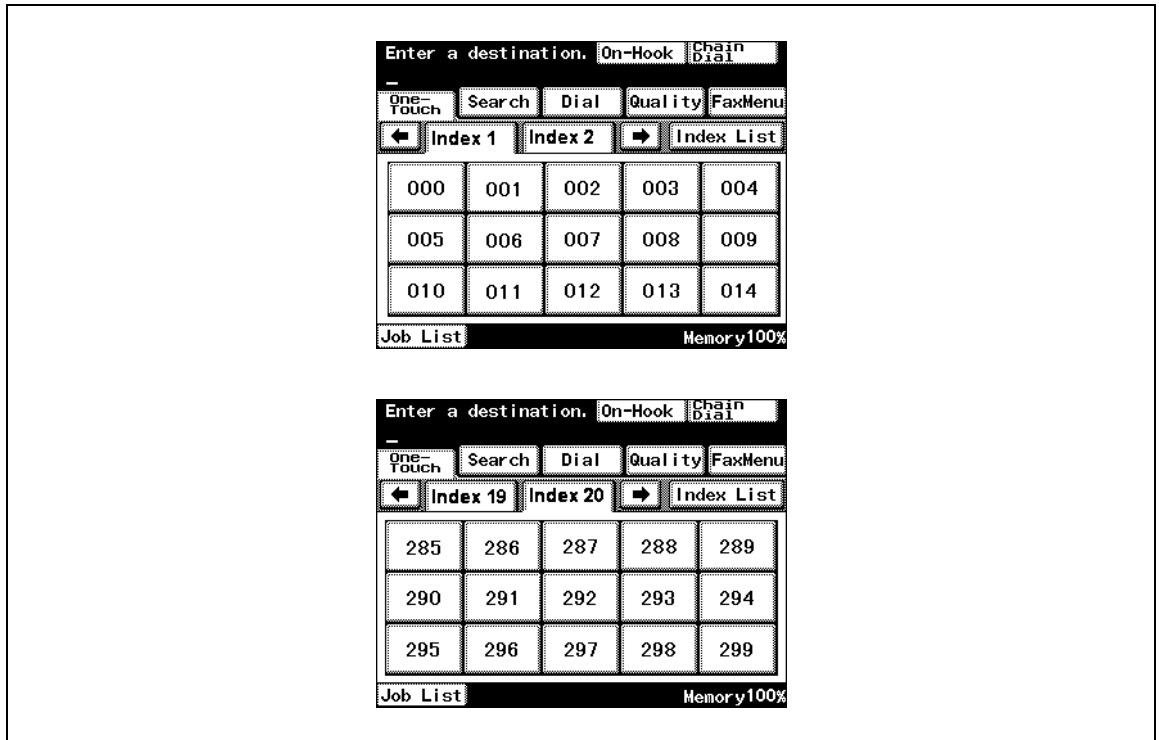 Enter a destination. On-Hook Chain Dial
One-Touch Search Dial Quality FaxMenu
Index 1 Index 2 Index List
000 001 002 003 004
005 006 007 008 009
010 011 012 013 014
Job List Memory100%
Enter a destination. On-Hook Chain Dial
One-Touch Search Dial Quality FaxMenu
Index 19 Index 20 Index List
285 286 287 288 289
290 291 292 293 294
295 296 297 298 299
Job List Memory100%